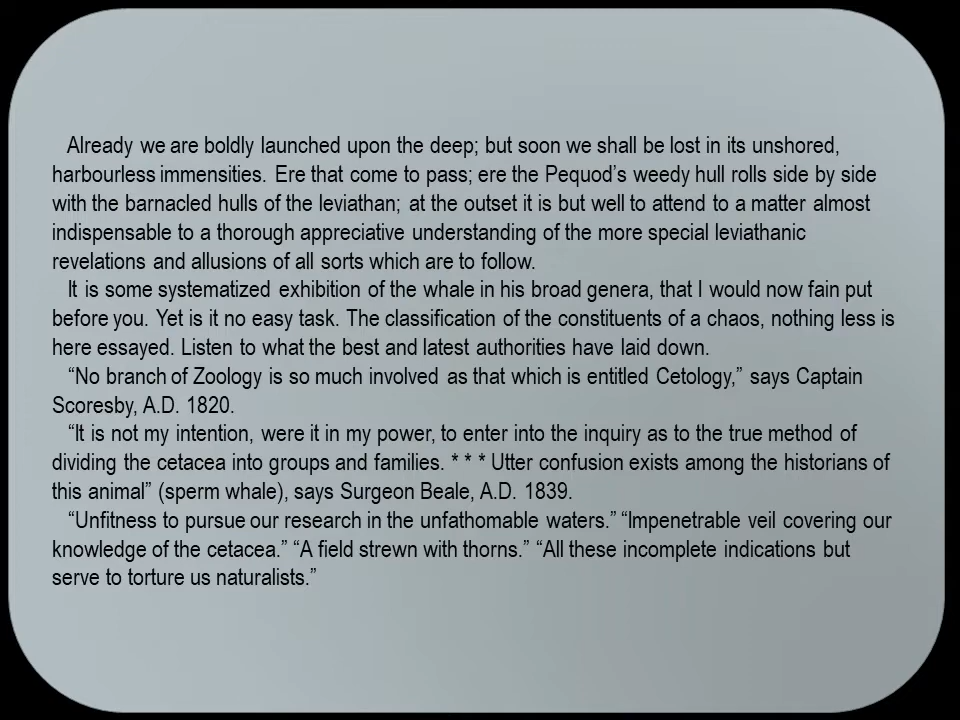 Already we are boldly launched upon the deep; but soon we shall be lost in its unshored,
harbourless immensities. Ere that come to pass; ere the Pequod’s weedy hull rolls side by side
with the barnacled hulls of the leviathan; at the outset it is but well to attend to a matter almost
indispensable to a thorough appreciative understanding of the more special leviathanic
revelations and allusions of all sorts which are to follow.
It is some systematized exhibition of the whale in his broad genera, that I would now fain put
before you. Yet is it no easy task. The classification of the constituents of a chaos, nothing less is
here essayed. Listen to what the best and latest authorities have laid down.
“No branch of Zoology is so much involved as that which is entitled Cetology,” says Captain
Scoresby, A.D. 1820.
“It is not my intention, were it in my power, to enter into the inquiry as to the true method of
dividing the cetacea into groups and families. * * * Utter confusion exists among the historians of
this animal” (sperm whale), says Surgeon Beale, A.D. 1839.
“Unfitness to pursue our research in the unfathomable waters.” “Impenetrable veil covering our
knowledge of the cetacea.” “A field strewn with thorns.” “All these incomplete indications but
serve to torture us naturalists.”